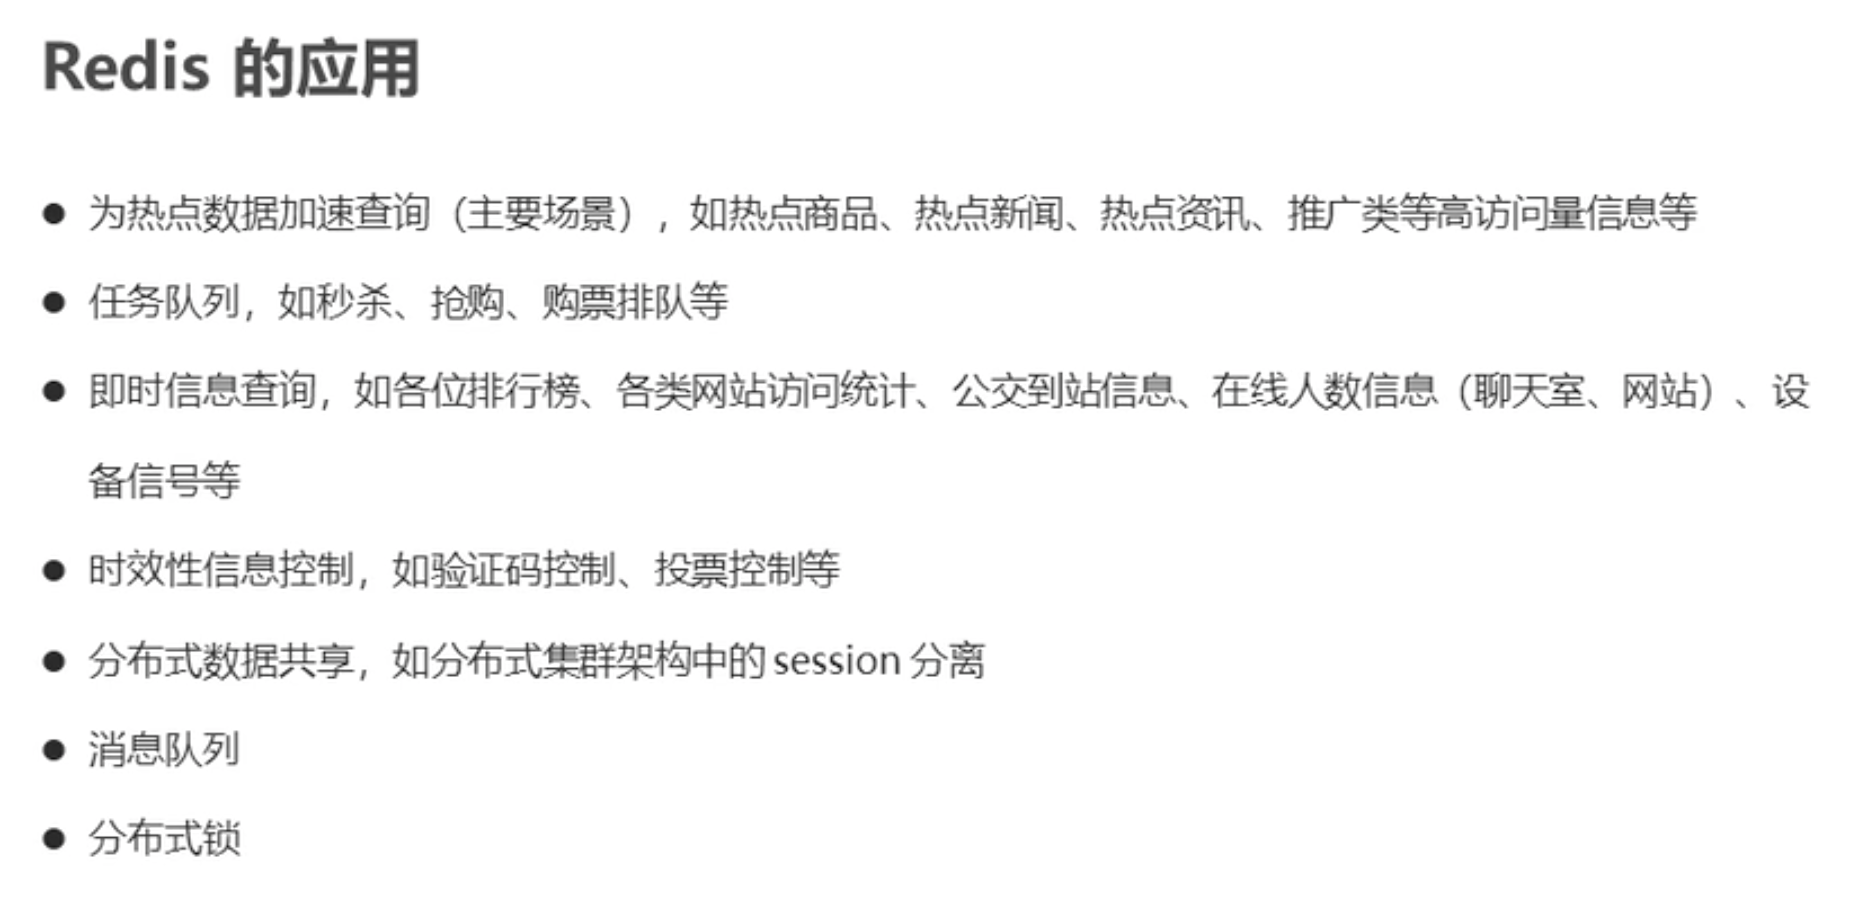 Redis 的应用
● 为热点数据加速查询（主要场景），如热点商品、热点新闻、热点资讯、推广类等高访问量信息等
● 任务队列，如秒杀、抢购、购票排队等
● 即时信息查询，如各位排行榜、各类网站访问统计、公交到站信息、在线人数信息（聊天室、网站）、设
备信号等
● 时效性信息控制，如验证码控制、投票控制等
● 分布式数据共享，如分布式集群架构中的 session 分离
● 消息队列
● 分布式锁